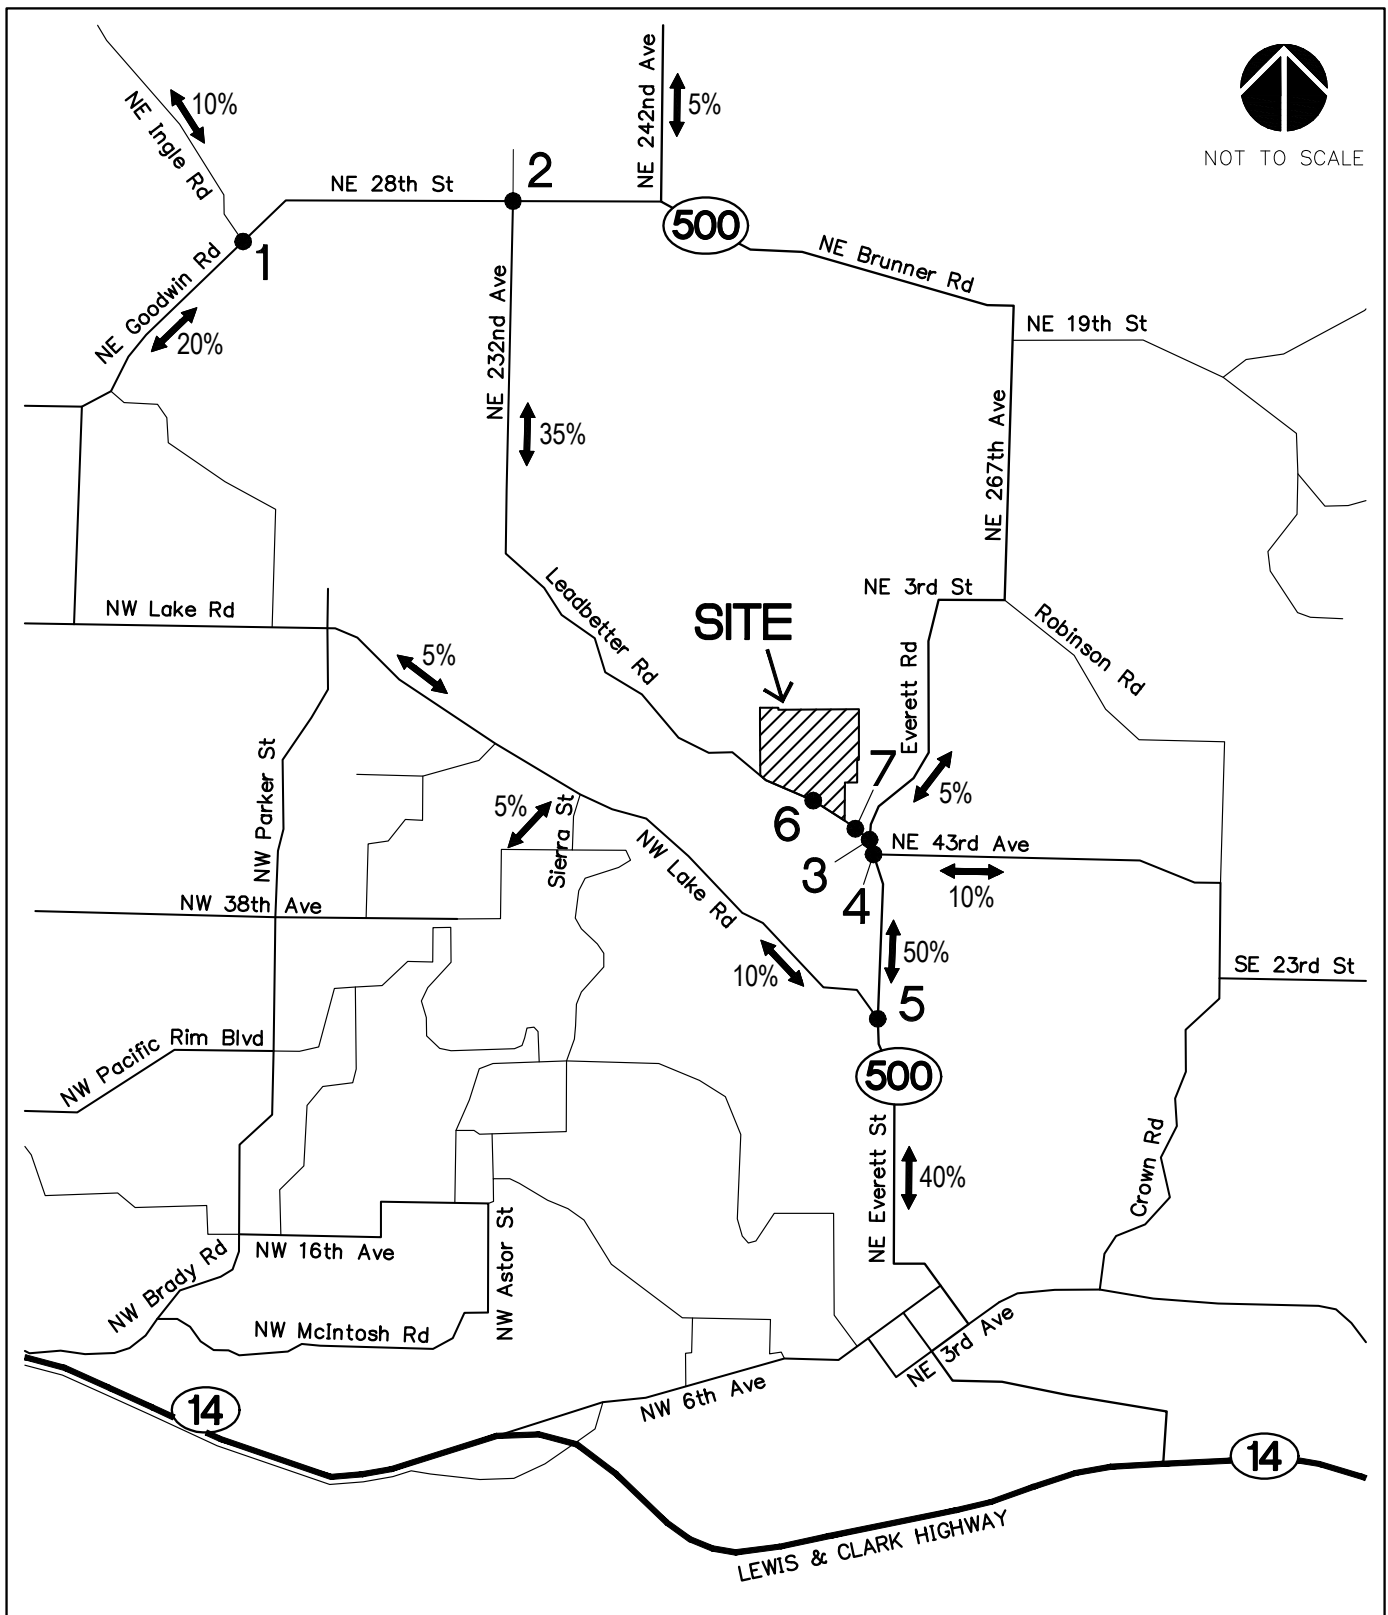 NE 242nd Ave
5%
10%
NE Ingle Rd
NOT TO SCALE
2
NE 28th St
500
1
NE Goodwin Rd
20%
NE Brunner Rd
NE 232nd Ave
NE 19th St
35%
NE 267th Ave
Leadbetter Rd
NE 3rd St
NW Lake Rd
SITE
Robinson Rd
5%
Everett Rd
NW Parker St
7
5%
5%
6
Sierra St
NW Lake Rd
NE 43rd Ave
3
4
10%
NW 38th Ave
50%
10%
SE 23rd St
5
NW Pacific Rim Blvd
500
NE Everett St
40%
Crown Rd
NW Brady Rd
NW 16th Ave
NW Astor St
NW McIntosh Rd
NE 3rd Ave
NW 6th Ave
14
14
LEWIS & CLARK HIGHWAY